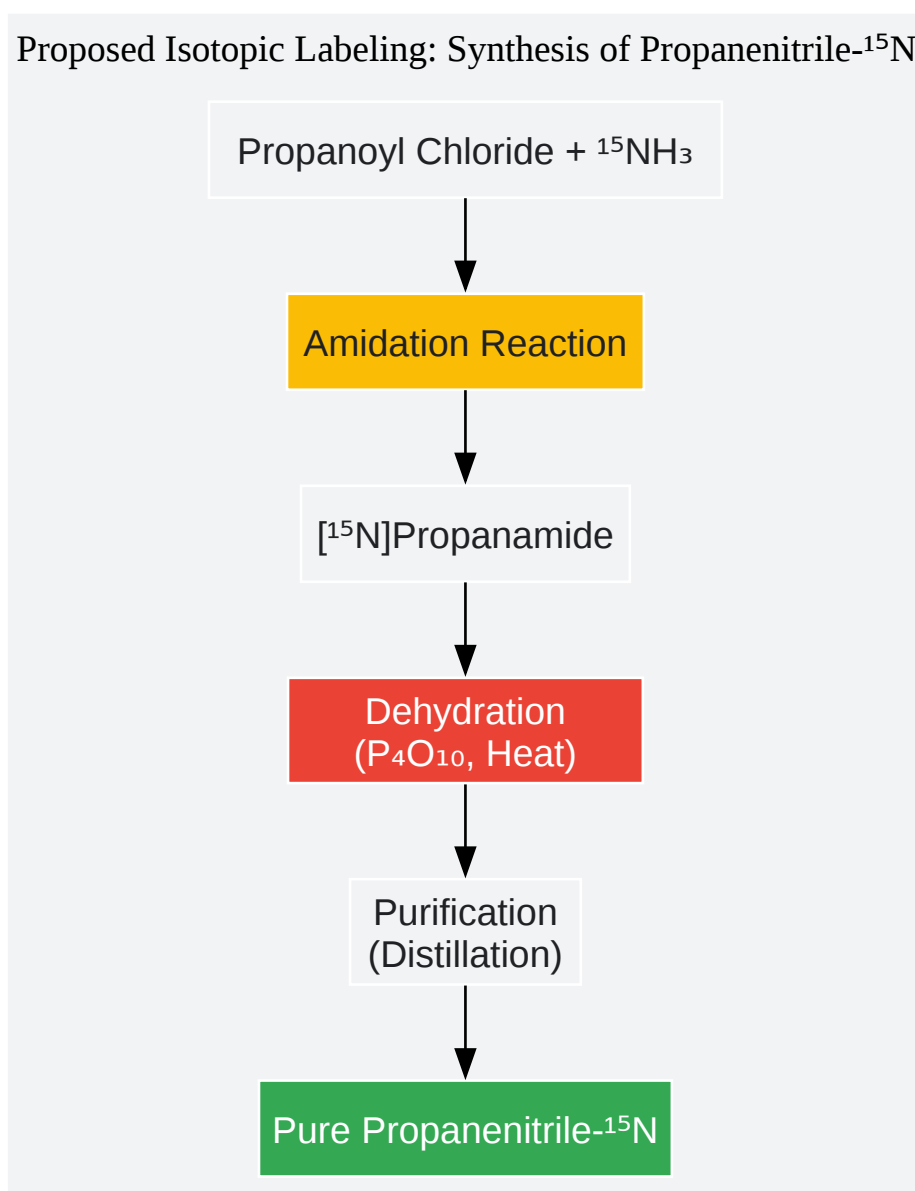 Proposed Isotopic Labeling: Synthesis of Propanenitrile-¹⁵N
Propanoyl Chloride + ¹⁵NH₃
Amidation Reaction
[¹⁵N]Propanamide
Dehydration
(P₄O₁₀, Heat)
Purification
(Distillation)
Pure Propanenitrile-¹⁵N